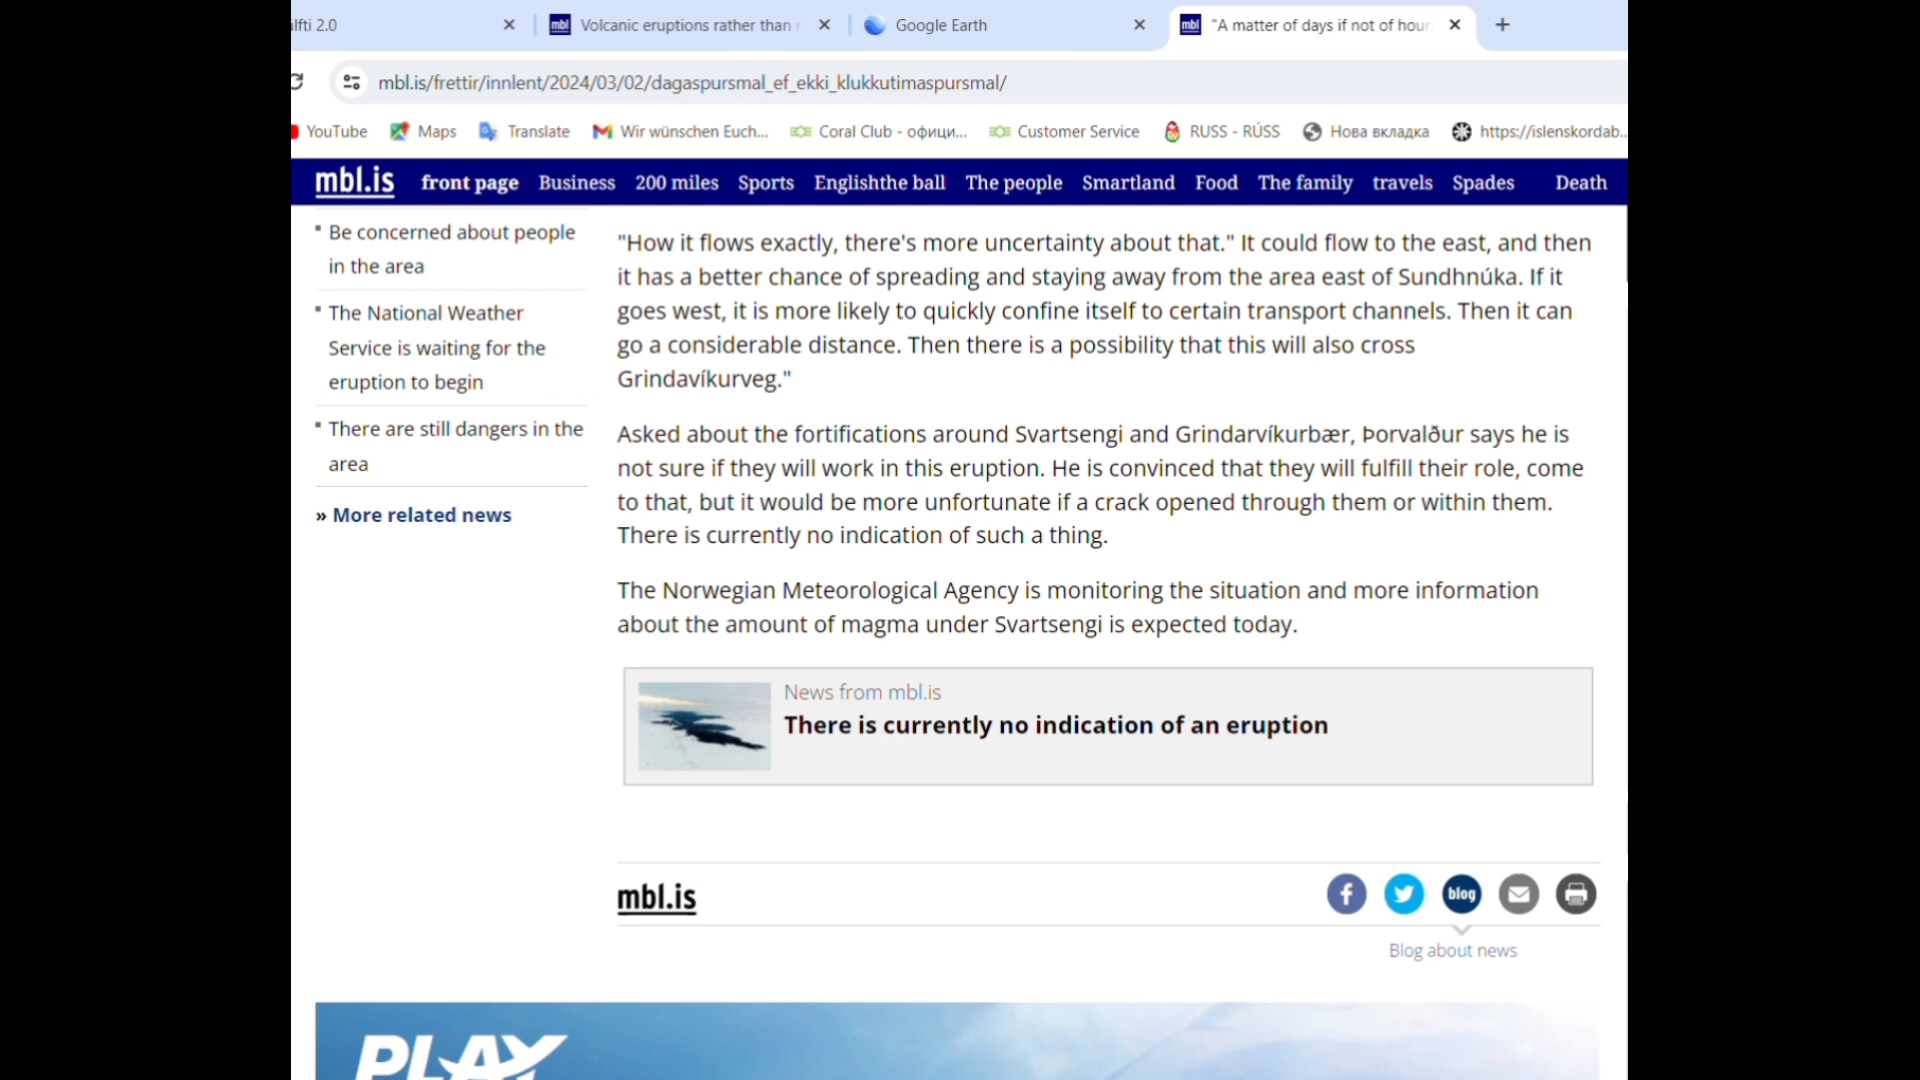 lfti 2.0
mbl Volcanic eruptions rather than
Google Earth
mbl "A matter of days if not of hour
mbl.is/frettir/innlent/2024/03/02/dagaspursmal_ef_ekki_klukkutimaspursmal/
YouTube Maps Translate Wir wünschen Euch... Coral Club - офици... Customer Service RUSS - RÚSS Нова вкладка https://islenskordab...
mbl.is front page Business 200 miles Sports Englishthe ball The people Smartland Food The family travels Spades Death
Be concerned about people
in the area
The National Weather
Service is waiting for the
eruption to begin
There are still dangers in the
area
» More related news
"How it flows exactly, there's more uncertainty about that." It could flow to the east, and then
it has a better chance of spreading and staying away from the area east of Sundhnúka. If it
goes west, it is more likely to quickly confine itself to certain transport channels. Then it can
go a considerable distance. Then there is a possibility that this will also cross
Grindavíkurveg."
Asked about the fortifications around Svartsengi and Grindarvíkurbær, Þorvalður says he is
not sure if they will work in this eruption. He is convinced that they will fulfill their role, come
to that, but it would be more unfortunate if a crack opened through them or within them.
There is currently no indication of such a thing.
The Norwegian Meteorological Agency is monitoring the situation and more information
about the amount of magma under Svartsengi is expected today.
News from mbl.is
There is currently no indication of an eruption
mbl.is
blog
Blog about news
PLAY